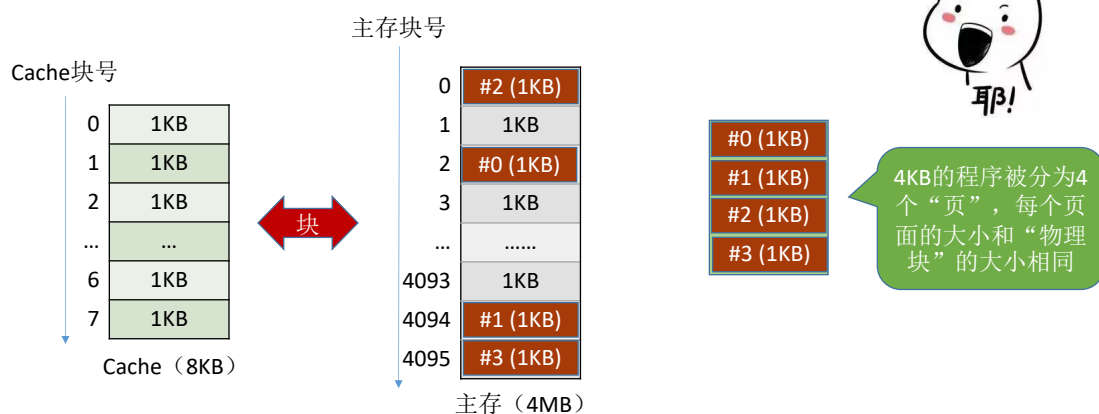 主存块号
Cache块号
0 1KB
1 1KB
2 1KB
... ...
6 1KB
7 1KB
Cache（8KB）
块
0 #2 (1KB)
1 1KB
2 #0 (1KB)
3 1KB
... ……
4093 1KB
4094 #1 (1KB)
4095 #3 (1KB)
主存（4MB）
耶!
#0 (1KB)
#1 (1KB)
#2 (1KB)
#3 (1KB)
4KB的程序被分为4
个“页”，每个页
面的大小和“物理
块”的大小相同